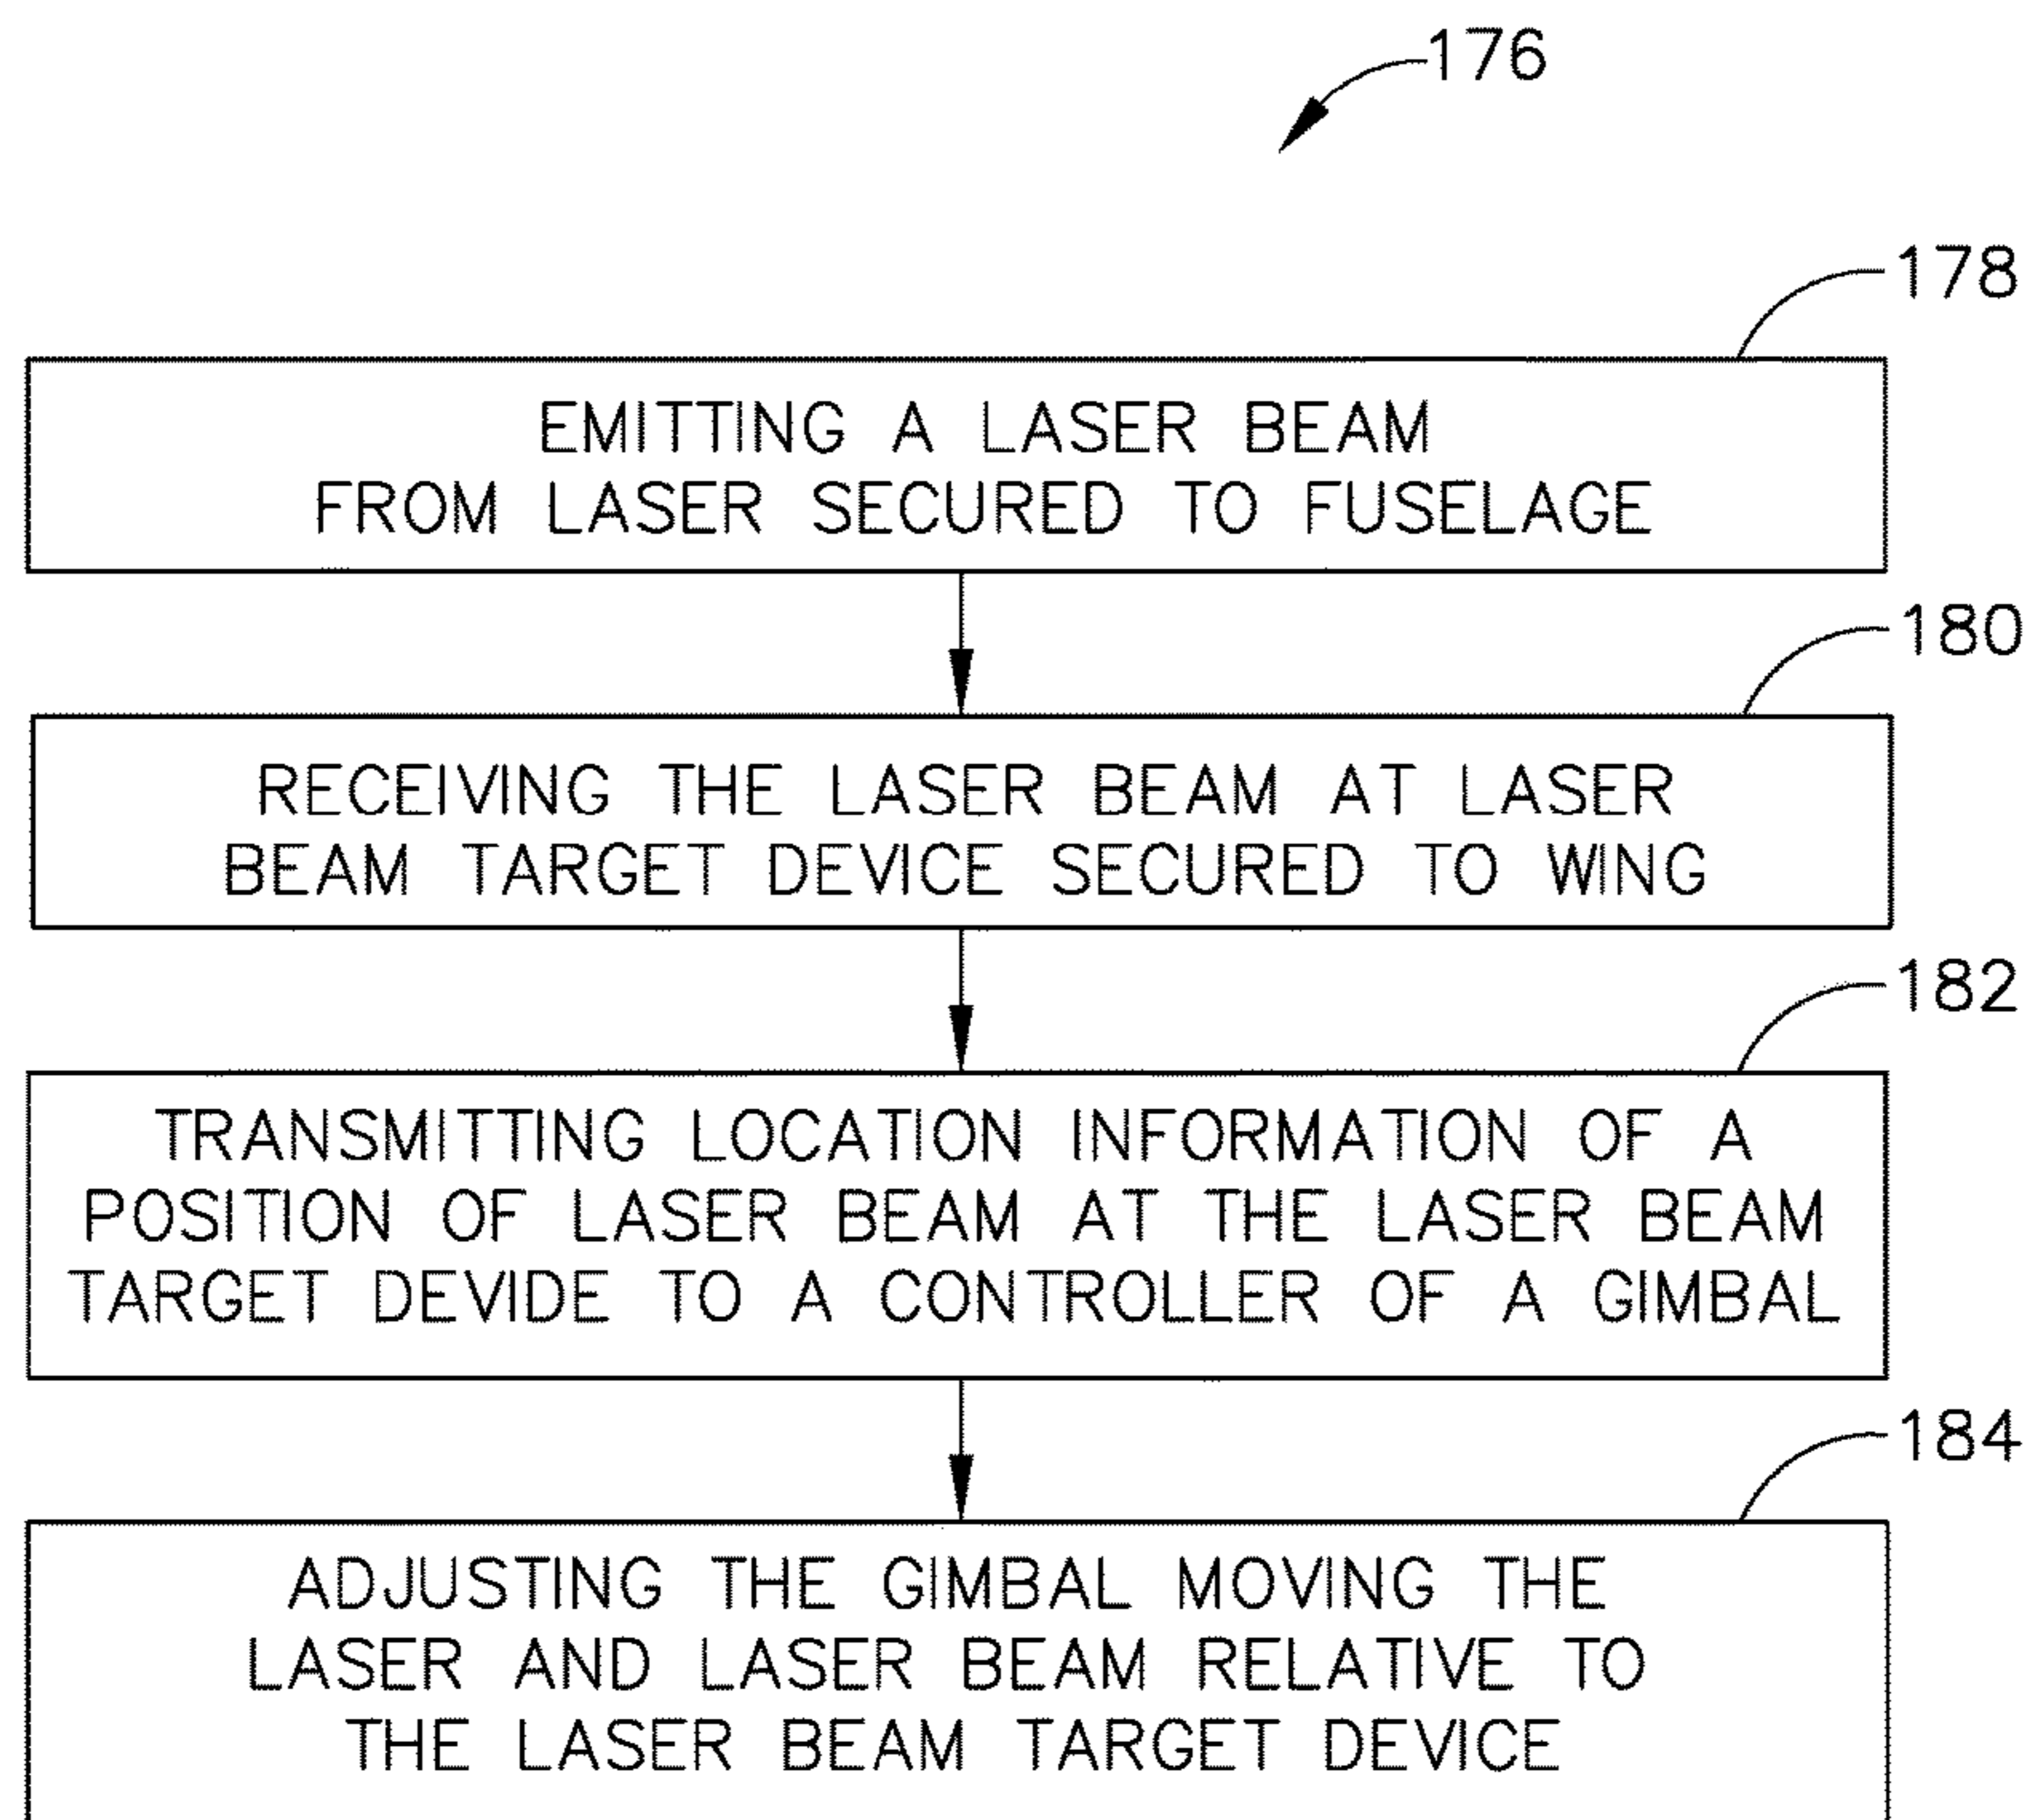 176
178
EMITTING A LASER BEAM
FROM LASER SECURED TO FUSELAGE
180
RECEIVING THE LASER BEAM AT LASER
BEAM TARGET DEVICE SECURED TO WING
182
TRANSMITTING LOCATION INFORMATION OF A
POSITION OF LASER BEAM AT THE LASER BEAM
TARGET DEVIDE TO A CONTROLLER OF A GIMBAL
184
ADJUSTING THE GIMBAL MOVING THE
LASER AND LASER BEAM RELATIVE TO
THE LASER BEAM TARGET DEVICE